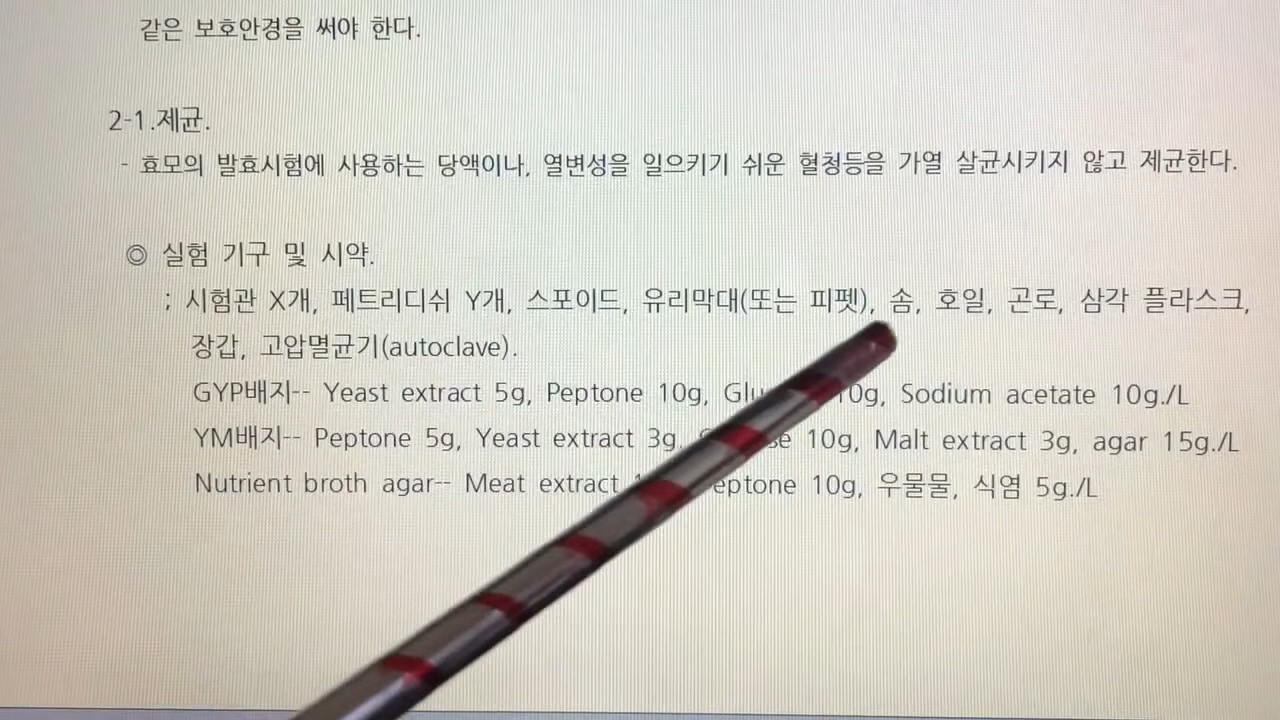 같은 보호안경을 써야 한다.
2-1.제균.
- 효모의 발효시험에 사용하는 당액이나, 열변성을 일으키기 쉬운 혈청등을 가열 살균시키지 않고 제균한다.
◎ 실험 기구 및 시약.
; 시험관 X개, 페트리디쉬 Y개, 스포이드, 유리막대(또는 피펫), 솜, 호일, 곤로, 삼각 플라스크,
장갑, 고압멸균기(autoclave).
GYP배지-- Yeast extract 5g, Peptone 10g, Sodium acetate 10g./L
YM배지-- Peptone 5g, Yeast extract 3g, 10g, Malt extract 3g, agar 15g./L
Nutrient broth agar-- Meat extract 10g, 우물물, 식염 5g./L